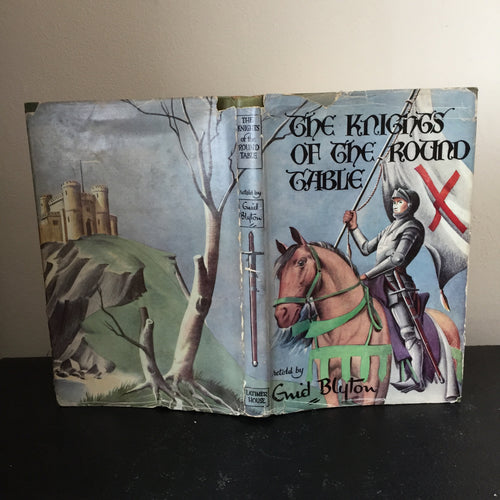 THE
KNIGHTS
of the
ROUND
TABLE
Retold by
Enid
Blyton
LATIMER
HOUSE
THE KNIGHTS
OF THE ROUND
TABLE
Retold by
Enid Blyton